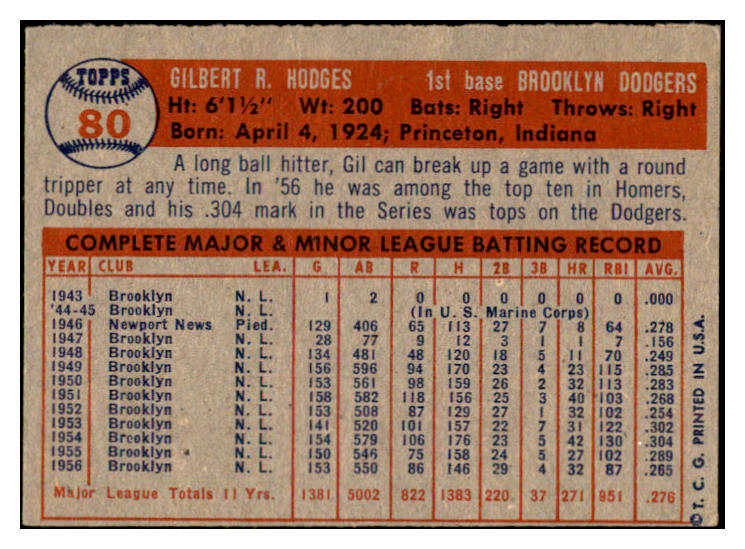 TOPPS
80
GILBERT R. HODGES 1st base BROOKLYN DODGERS
Ht: 6'1½" Wt: 200 Bats: Right Throws: Right
Born: April 4, 1924; Princeton, Indiana
A long ball hitter, Gil can break up a game with a round
tripper at any time. In '56 he was among the top ten in Homers,
Doubles and his .304 mark in the Series was tops on the Dodgers.
COMPLETE MAJOR & MINOR LEAGUE BATTING RECORD
YEAR CLUB LEA. G AB R H 2B 3B HR RBI AVG.
1943 Brooklyn N. L. 1 2 0 0 0 0 0 0 .000
'44-45 Brooklyn N. L. (In U. S. Marine Corps)
1946 Newport News Pied. 129 406 65 113 27 7 8 64 .278
1947 Brooklyn N. L. 28 77 9 12 3 1 1 7 .156
1948 Brooklyn N. L. 134 481 48 120 18 5 11 70 .249
1949 Brooklyn N. L. 156 596 94 170 23 4 23 115 .285
1950 Brooklyn N. L. 153 561 98 159 26 2 32 113 .283
1951 Brooklyn N. L. 158 582 118 156 25 3 40 103 .268
1952 Brooklyn N. L. 153 508 87 129 27 1 32 102 .254
1953 Brooklyn N. L. 141 520 101 157 22 7 31 122 .302
1954 Brooklyn N. L. 154 579 106 176 23 5 42 130 .304
1955 Brooklyn N. L. 150 546 75 158 24 5 27 102 .289
1956 Brooklyn N. L. 153 550 86 146 29 4 32 87 .265
Major League Totals 11 Yrs. 1381 5002 822 1383 220 37 271 951 .276
© T. C. G. PRINTED IN U.S.A.